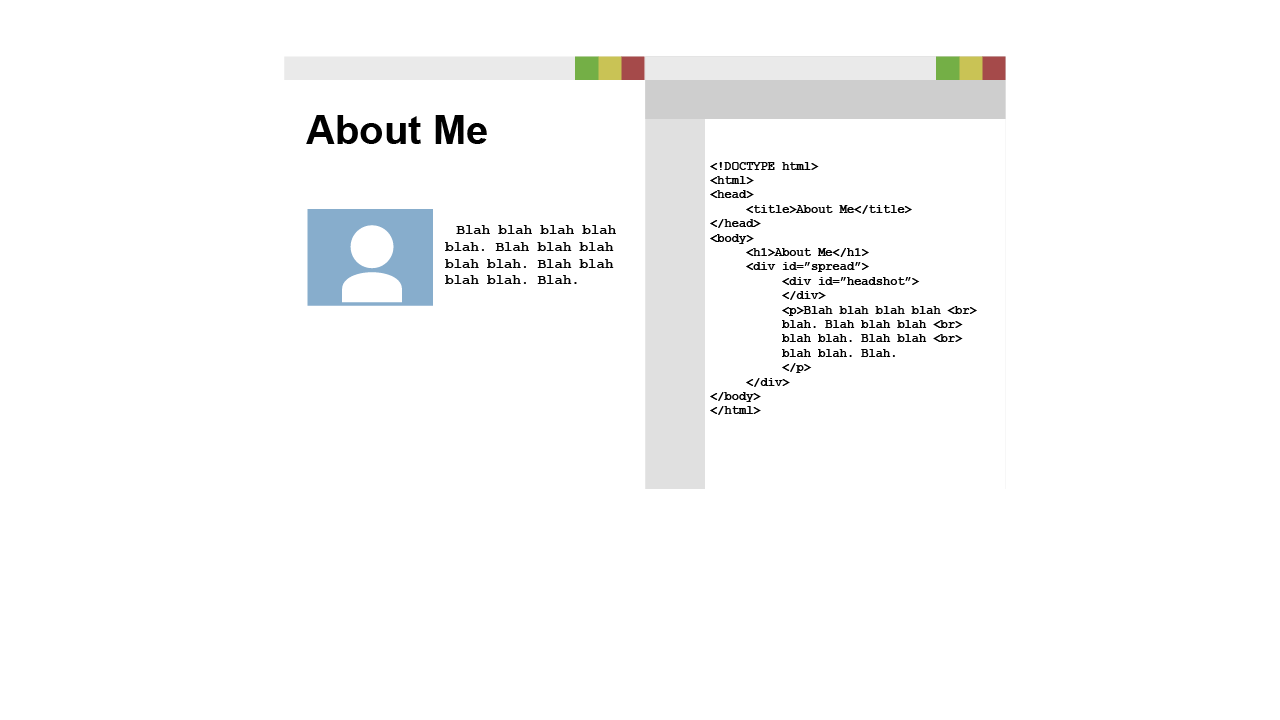 About Me
Blah blah blah blah
blah. Blah blah blah
blah blah. Blah blah
blah blah. Blah.
<!DOCTYPE html>
<html>
<head>
<title>About Me</title>
</head>
<body>
<h1>About Me</h1>
<div id=”spread”>
<div id=”headshot”>
</div>
<p>Blah blah blah blah <br>
blah. Blah blah blah <br>
blah blah. Blah blah <br>
blah blah. Blah.
</p>
</div>
</body>
</html>